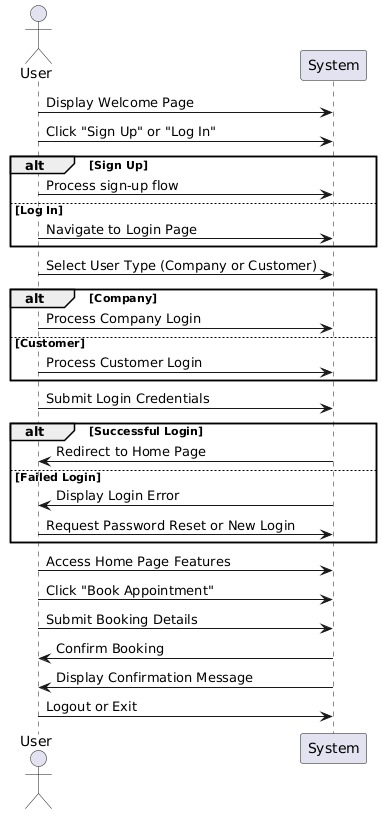 User
System
Display Welcome Page
Click "Sign Up" or "Log In"
alt [Sign Up]
Process sign-up flow
[Log In]
Navigate to Login Page
Select User Type (Company or Customer)
alt [Company]
Process Company Login
[Customer]
Process Customer Login
Submit Login Credentials
alt [Successful Login]
Redirect to Home Page
[Failed Login]
Display Login Error
Request Password Reset or New Login
Access Home Page Features
Click "Book Appointment"
Submit Booking Details
Confirm Booking
Display Confirmation Message
Logout or Exit
User
System